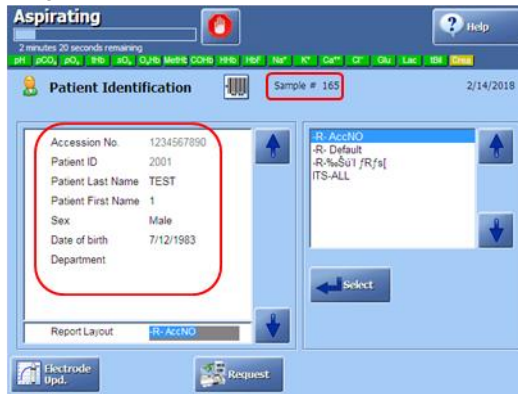 Aspirating
Help
2 minutes 20 seconds remaining
pH pCO₂ pO₂ tHb sO₂ O₂Hb MetHb COHb HHb HbF Na⁺ K⁺ Ca⁺⁺ Cl⁻ Glu Lac tBil Crea
Patient Identification
Sample # 165
2/14/2018
Accession No. 1234567890
Patient ID 2001
Patient Last Name TEST
Patient First Name 1
Sex Male
Date of birth 7/12/1983
Department
Report Layout -R- AccNO
-R- AccNO
-R- Default
ITS-ALL
Select
Electrode Upd.
Request